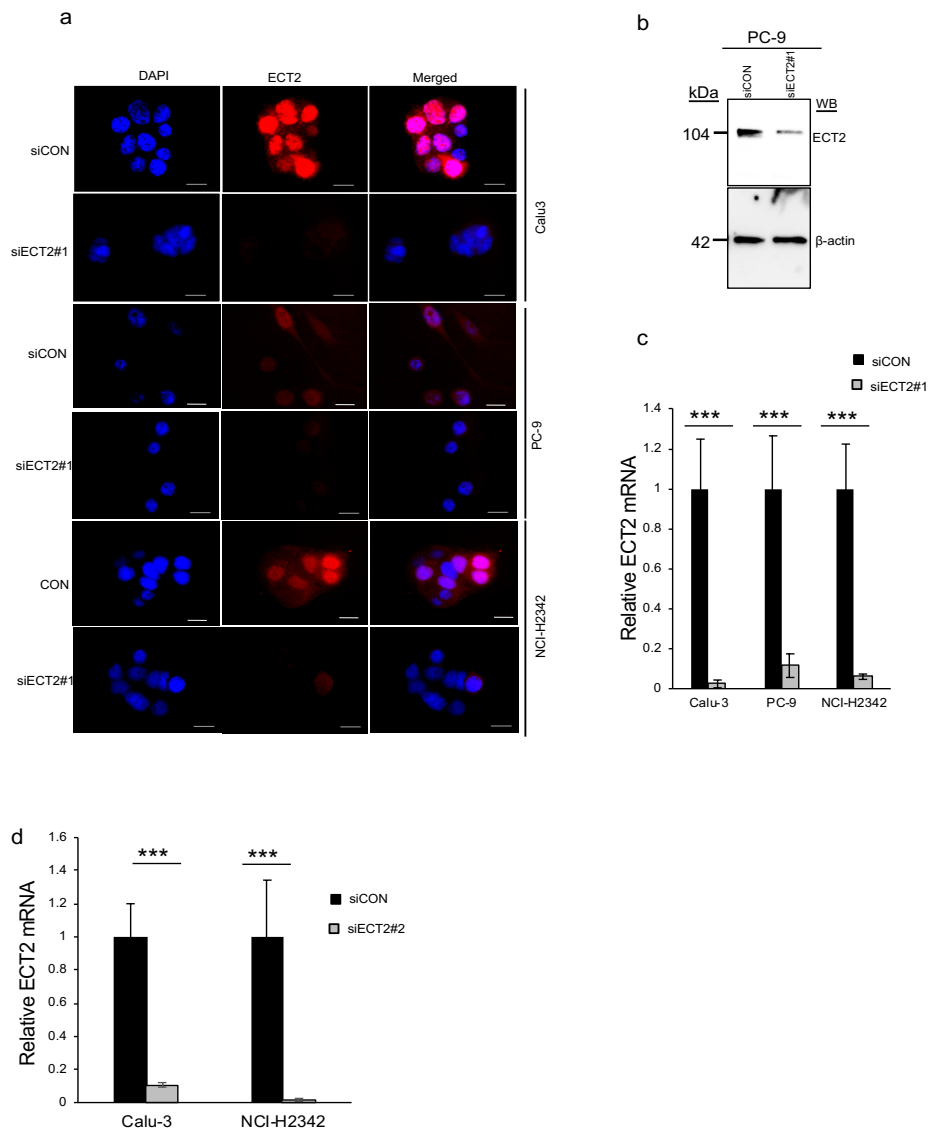 a
DAPI
ECT2
Merged
siCON
siECT2#1
Calu3
siCON
siECT2#1
PC-9
CON
siECT2#1
NCI-H2342
b
PC-9
siCON
siECT2#1
kDa
WB
104
ECT2
42
β-actin
c
siCON
siECT2#1
Relative ECT2 mRNA
1.4
1.2
1
0.8
0.6
0.4
0.2
0
***
***
***
Calu-3
PC-9
NCI-H2342
d
Relative ECT2 mRNA
1.6
1.4
1.2
1
0.8
0.6
0.4
0.2
0
***
***
siCON
siECT2#2
Calu-3
NCI-H2342